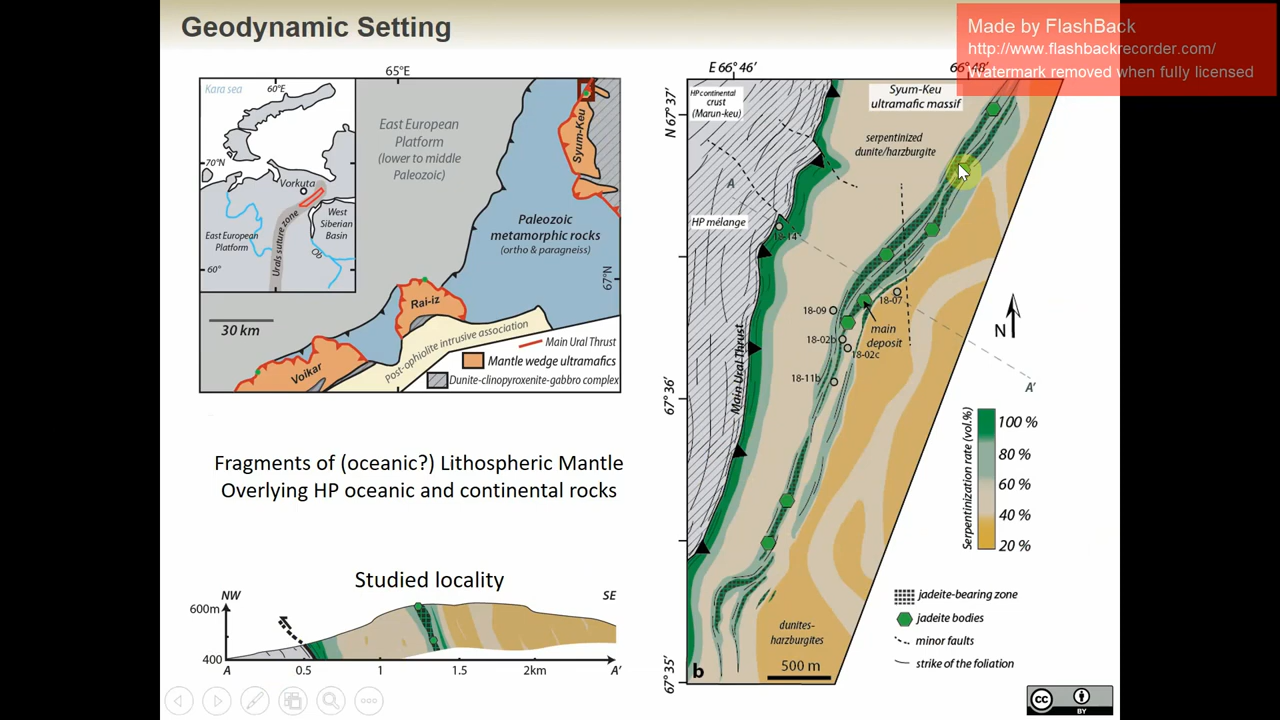 Geodynamic Setting
Made by FlashBack
http://www.flashbackrecorder.com/
Watermark removed when fully licensed
65°E
Kara sea
60°E
70°N
Vorkuta
East European
Platform
Urals suture zone
West
Siberian
Basin
Ob
60°
30 km
East European
Platform
(lower to middle
Paleozoic)
Syum-Keu
Paleozoic
metamorphic rocks
(ortho & paragneiss)
67°N
Rai-iz
Voikar
Post-ophiolite intrusive association
Main Ural Thrust
Mantle wedge ultramafics
Dunite-clinopyroxenite-gabbro complex
Fragments of (oceanic?) Lithospheric Mantle
Overlying HP oceanic and continental rocks
Studied locality
NW
SE
600m
400
A
0.5
1
1.5
2km
A'
E 66° 46'
66° 48'
N 67° 37'
67° 36'
67° 35'
HP continental
crust
(Marun-keu)
Syum-Keu
ultramafic massif
serpentinized
dunite/harzburgite
A
HP mélange
18-14
18-09
18-07
main
deposit
18-02b
18-02c
18-11b
Main Ural Thrust
N
A'
Serpentinization rate (vol.%)
100 %
80 %
60 %
40 %
20 %
jadeite-bearing zone
jadeite bodies
minor faults
strike of the foliation
dunites-
harzburgites
500 m
b
CC
BY